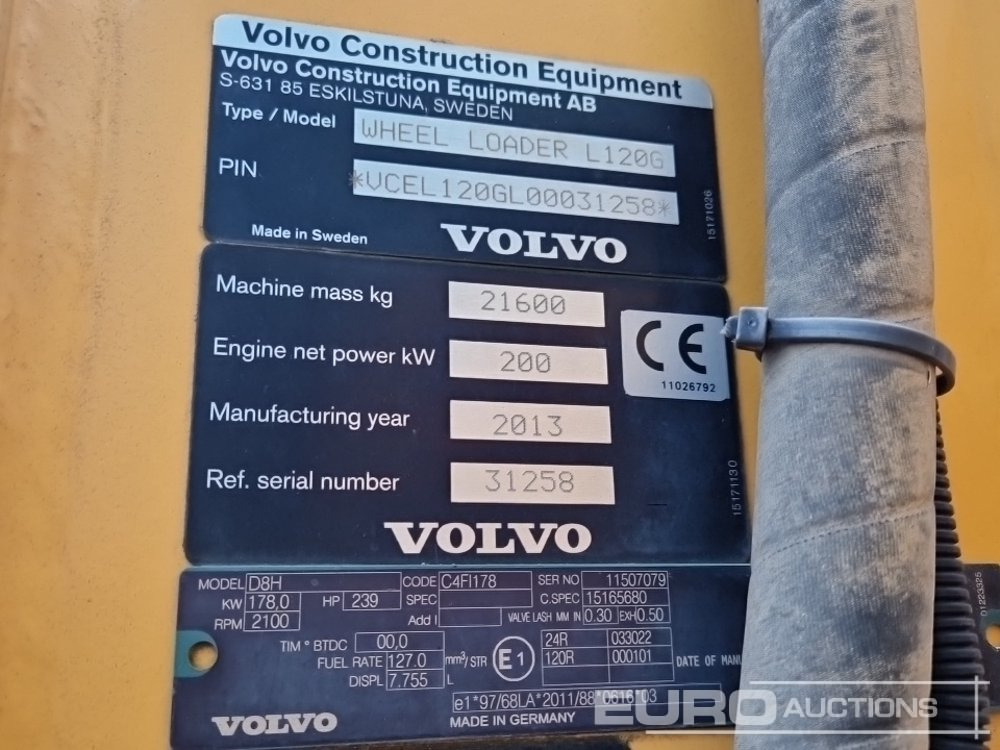 Volvo Construction Equipment
Volvo Construction Equipment AB
S-631 85 ESKILSTUNA, SWEDEN
Type / Model WHEEL LOADER L120G
PIN *VCEL120GL00031258*
Made in Sweden VOLVO
15171026
Machine mass kg 21600
Engine net power kW 200
CE
11026792
Manufacturing year 2013
Ref. serial number 31258
VOLVO
15171130
MODEL D8H CODE C4FI178 SER NO 11507079
KW 178,0 HP 239 SPEC C.SPEC 15165680
RPM 2100 Add I VALVE LASH MM IN 0.30 EXH 0.50
TIM ° BTDC 00,0 24R 033022
FUEL RATE 127.0 mm³/STR E1 120R 000101 DATE OF MANU
DISPL 7.755 L
e1*97/68LA*2011/88*0616*03
VOLVO MADE IN GERMANY
01223325
EURO AUCTIONS